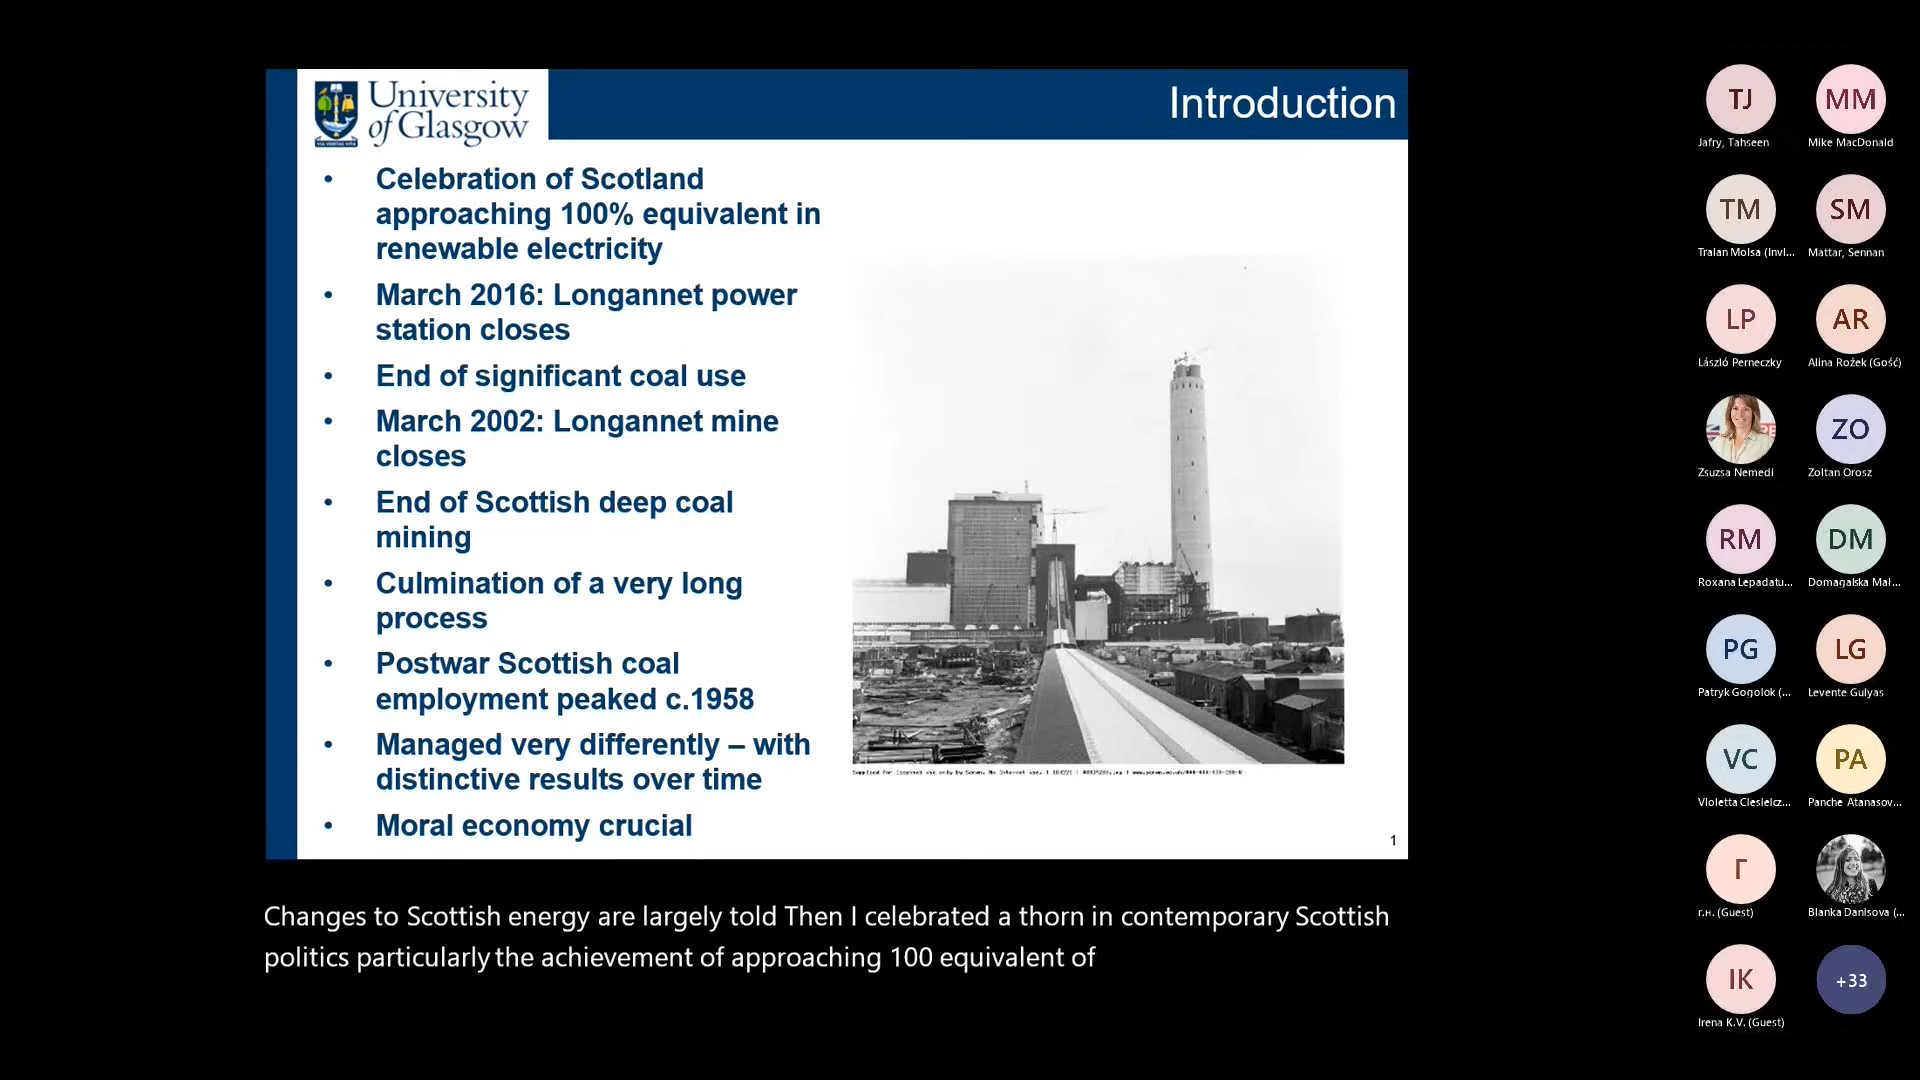 University
of Glasgow
VIA VERITAS VITA
Introduction
• Celebration of Scotland
approaching 100% equivalent in
renewable electricity
• March 2016: Longannet power
station closes
• End of significant coal use
• March 2002: Longannet mine
closes
• End of Scottish deep coal
mining
• Culmination of a very long
process
• Postwar Scottish coal
employment peaked c.1958
• Managed very differently – with
distinctive results over time
• Moral economy crucial
1
Changes to Scottish energy are largely told Then I celebrated a thorn in contemporary Scottish
politics particularly the achievement of approaching 100 equivalent of
TJ
Jafry, Tahseen
MM
Mike MacDonald
TM
Traian Moisa (Invi...
SM
Mattar, Sennan
LP
László Perneczky
AR
Alina Rożek (Gość)
Zsuzsa Nemedi
ZO
Zoltan Orosz
RM
Roxana Lepadatu...
DM
Domagalska Mał...
PG
Patryk Gogolok (...
LG
Levente Gulyas
VC
Violetta Cieslelcz...
PA
Panche Atanasov...
Г
г.н. (Guest)
Blanka Danisova (...
IK
Irena K.V. (Guest)
+33